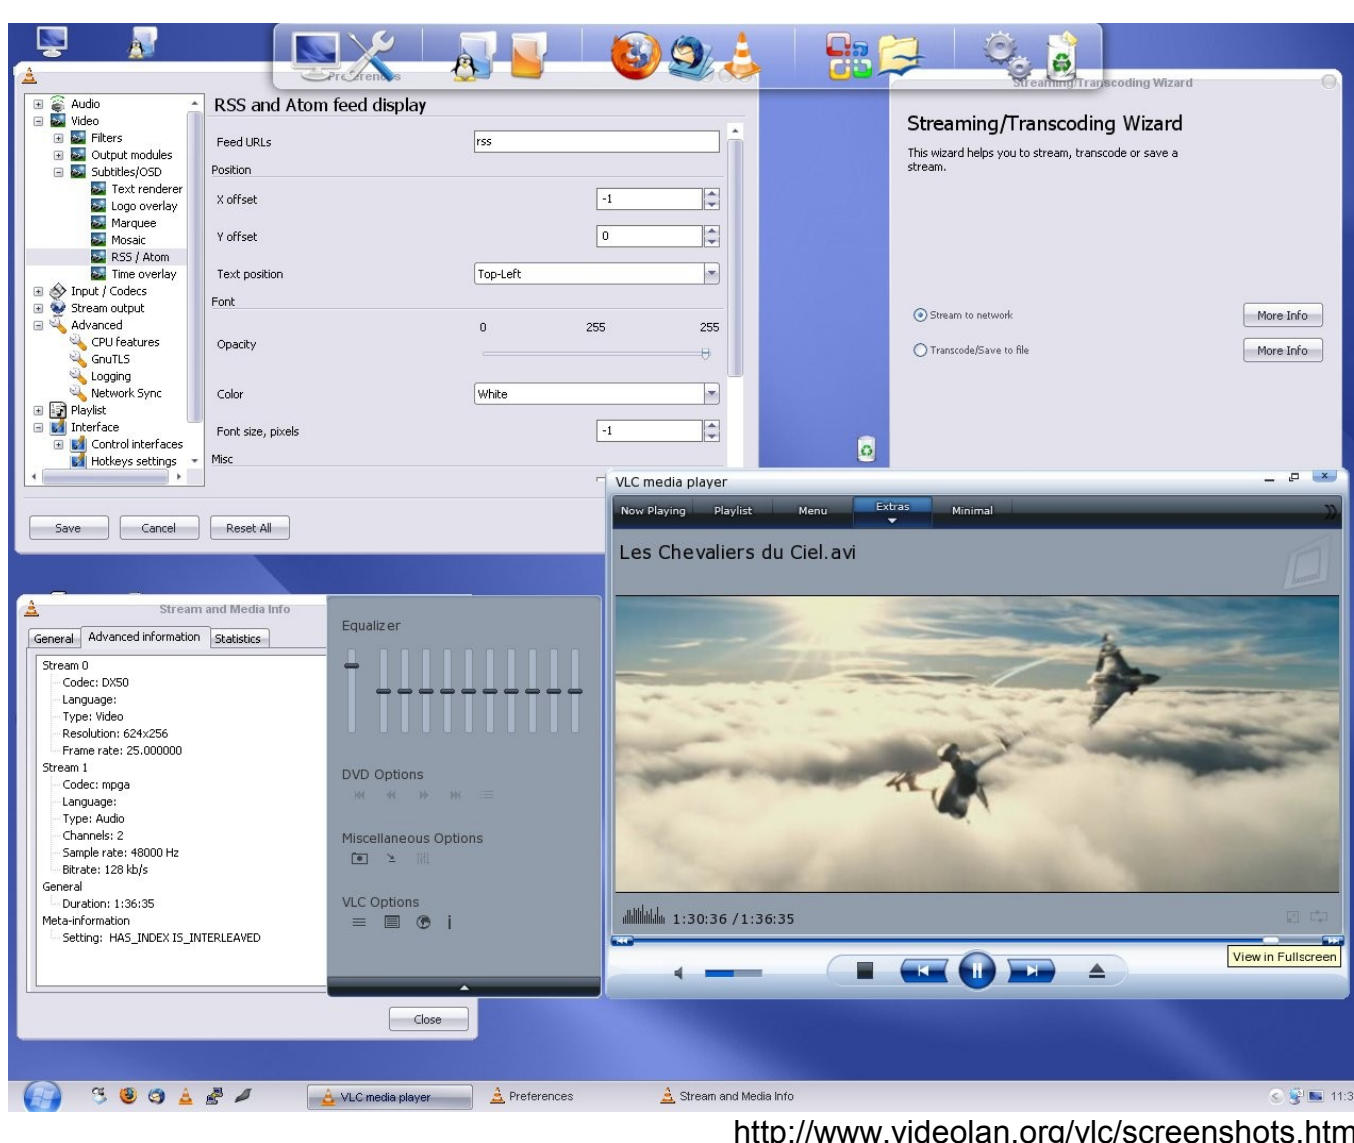 Preferences
Audio
Video
Filters
Output modules
Subtitles/OSD
Text renderer
Logo overlay
Marquee
Mosaic
RSS / Atom
Time overlay
Input / Codecs
Stream output
Advanced
CPU features
GnuTLS
Logging
Network Sync
Playlist
Interface
Control interfaces
Hotkeys settings
RSS and Atom feed display
Feed URLs rss
Position
X offset -1
Y offset 0
Text position Top-Left
Font
0 255 255
Opacity
Color White
Font size, pixels -1
Misc
Save Cancel Reset All
Streaming/Transcoding Wizard
Streaming/Transcoding Wizard
This wizard helps you to stream, transcode or save a
stream.
Stream to network More Info
Transcode/Save to file More Info
VLC media player
Now Playing Playlist Menu Extras Minimal
Les Chevaliers du Ciel.avi
1:30:36 /1:36:35
View in Fullscreen
Stream and Media Info
General Advanced information Statistics
Stream 0
Codec: DX50
Language:
Type: Video
Resolution: 624x256
Frame rate: 25.000000
Stream 1
Codec: mpga
Language:
Type: Audio
Channels: 2
Sample rate: 48000 Hz
Bitrate: 128 kb/s
General
Duration: 1:36:35
Meta-information
Setting: HAS_INDEX IS_INTERLEAVED
Close
Equalizer
DVD Options
Miscellaneous Options
VLC Options
VLC media player Preferences Stream and Media Info 11:3
http://www.videolan.org/vlc/screenshots.htm